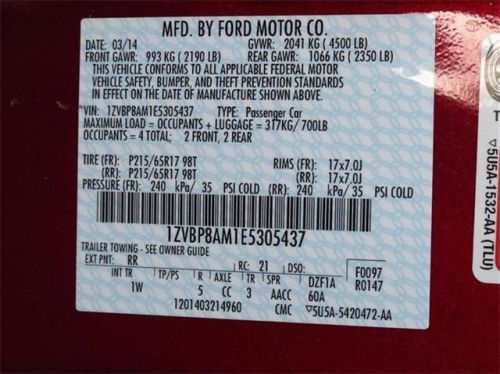 MFD. BY FORD MOTOR CO.
DATE: 03/14 GVWR: 2041 KG ( 4500 LB)
FRONT GAWR: 993 KG ( 2190 LB) REAR GAWR: 1066 KG ( 2350 LB)
THIS VEHICLE CONFORMS TO ALL APPLICABLE FEDERAL MOTOR
VEHICLE SAFETY, BUMPER, AND THEFT PREVENTION STANDARDS
IN EFFECT ON THE DATE OF MANUFACTURE SHOWN ABOVE.
VIN: 1ZVBP8AM1E5305437 TYPE: Passenger Car
MAXIMUM LOAD = OCCUPANTS + LUGGAGE = 317KG/ 700LB
OCCUPANTS = 4 TOTAL; 2 FRONT, 2 REAR
TIRE (FR): P215/65R17 98T RIMS (FR): 17x7.0J
(RR): P215/65R17 98T (RR): 17x7.0J
PRESSURE (FR): 240 kPa/ 35 PSI COLD (RR): 240 kPa/ 35 PSI COLD
1ZVBP8AM1E5305437
TRAILER TOWING - SEE OWNER GUIDE
EXT PNT: RR RC: 21 DSO: F0097
INT TR TP/PS R AXLE TR SPR DZF1A R0147
1W 5 CC 3 AACC 60A
1201403214960 CMC ▽5U5A-5420472-AA
▽5U5A-1532-AA (TLU)